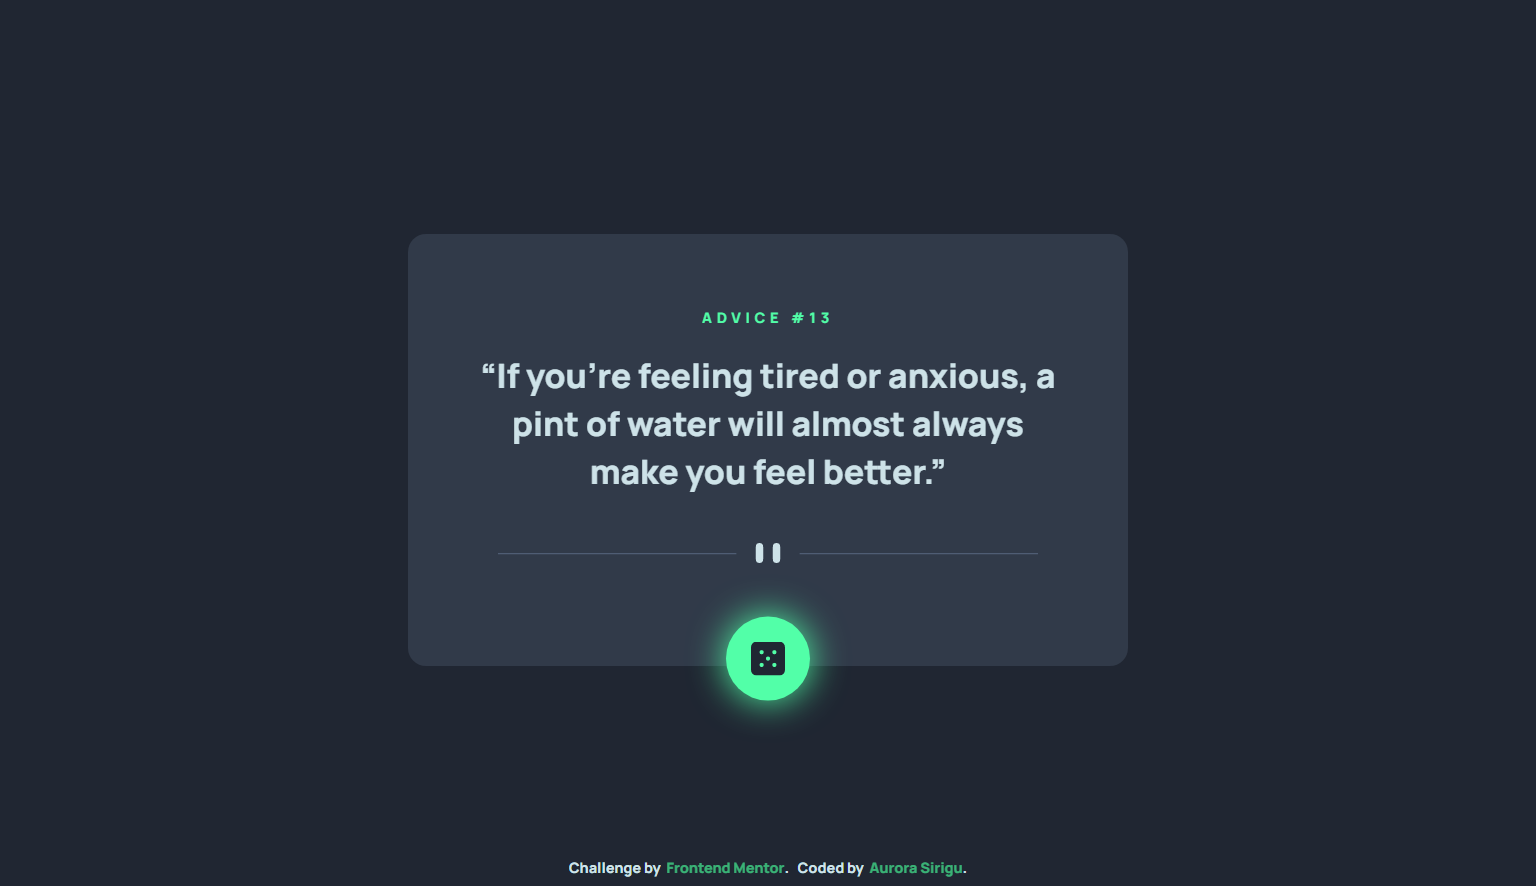 ADVICE #13
“If you’re feeling tired or anxious, a
pint of water will almost always
make you feel better.”
Challenge by Frontend Mentor. Coded by Aurora Sirigu.